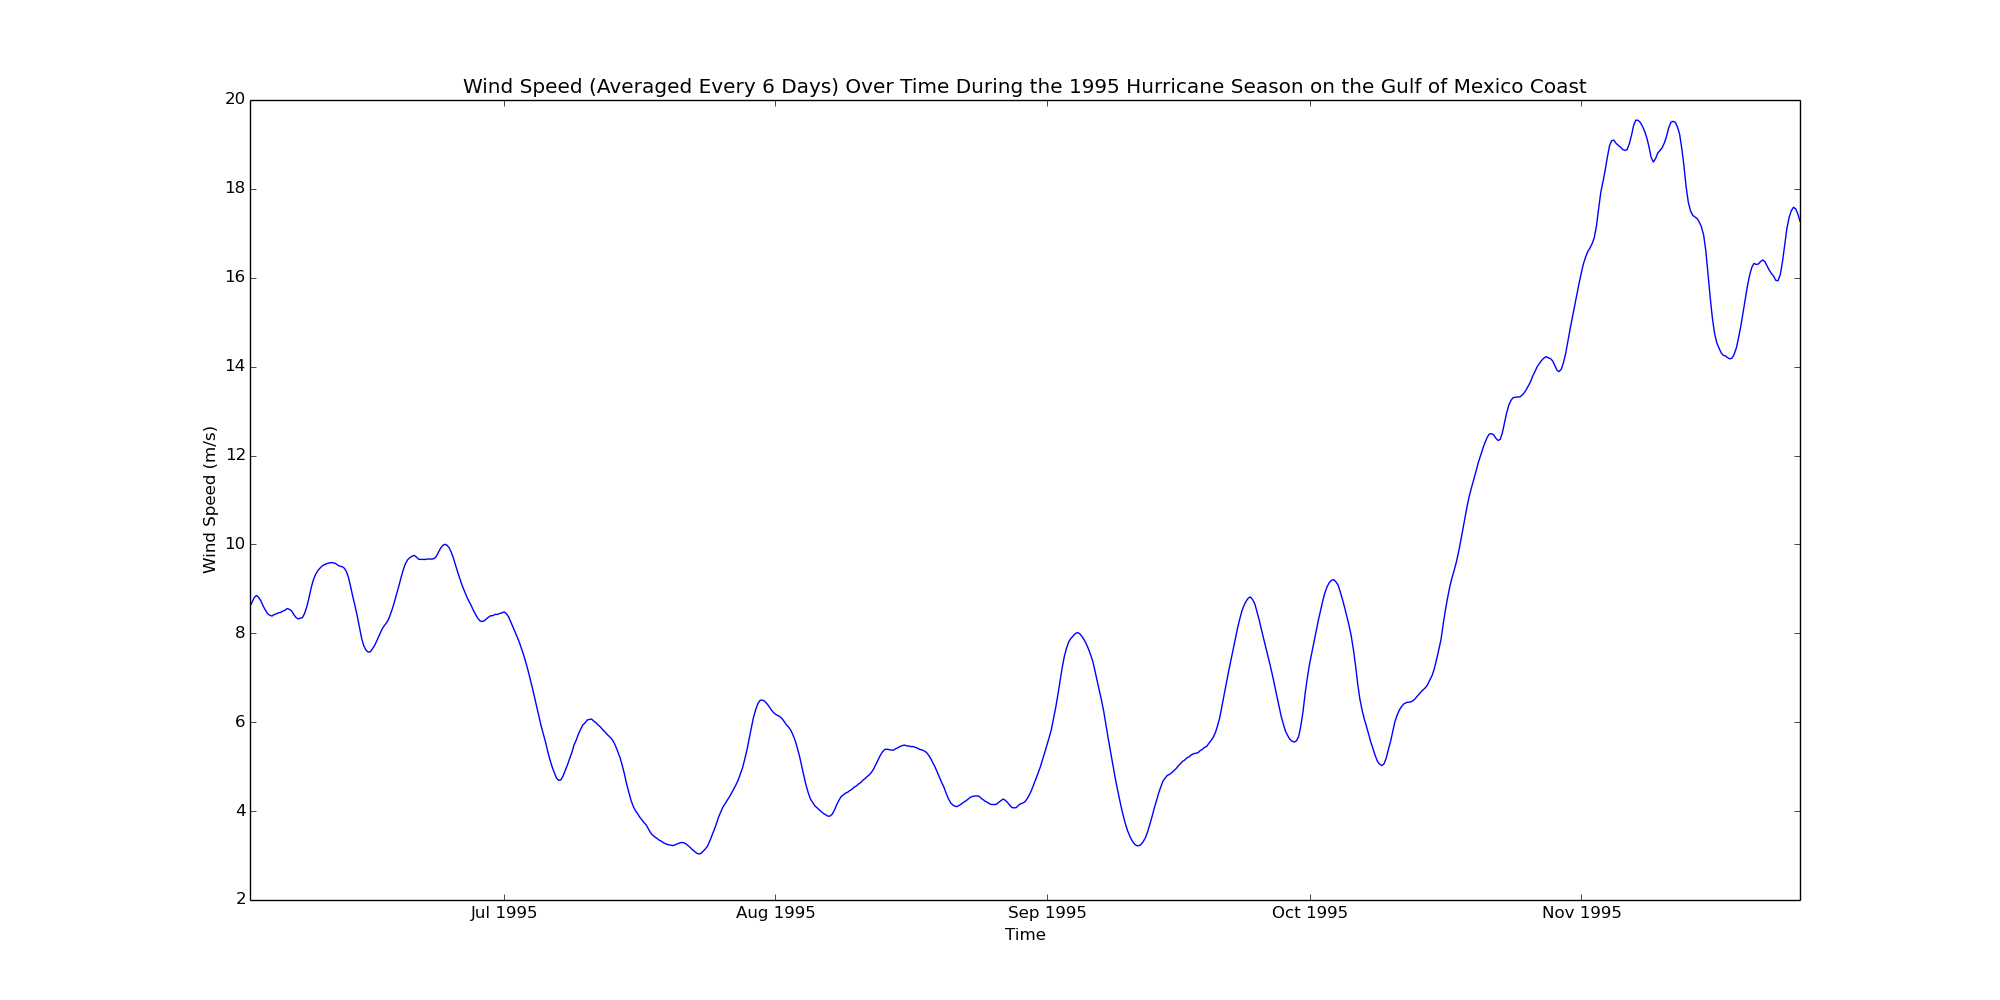 Wind Speed (Averaged Every 6 Days) Over Time During the 1995 Hurricane Season on the Gulf of Mexico Coast
20
18
16
14
12
10
8
6
4
2
Wind Speed (m/s)
Jul 1995 Aug 1995 Sep 1995 Oct 1995 Nov 1995
Time